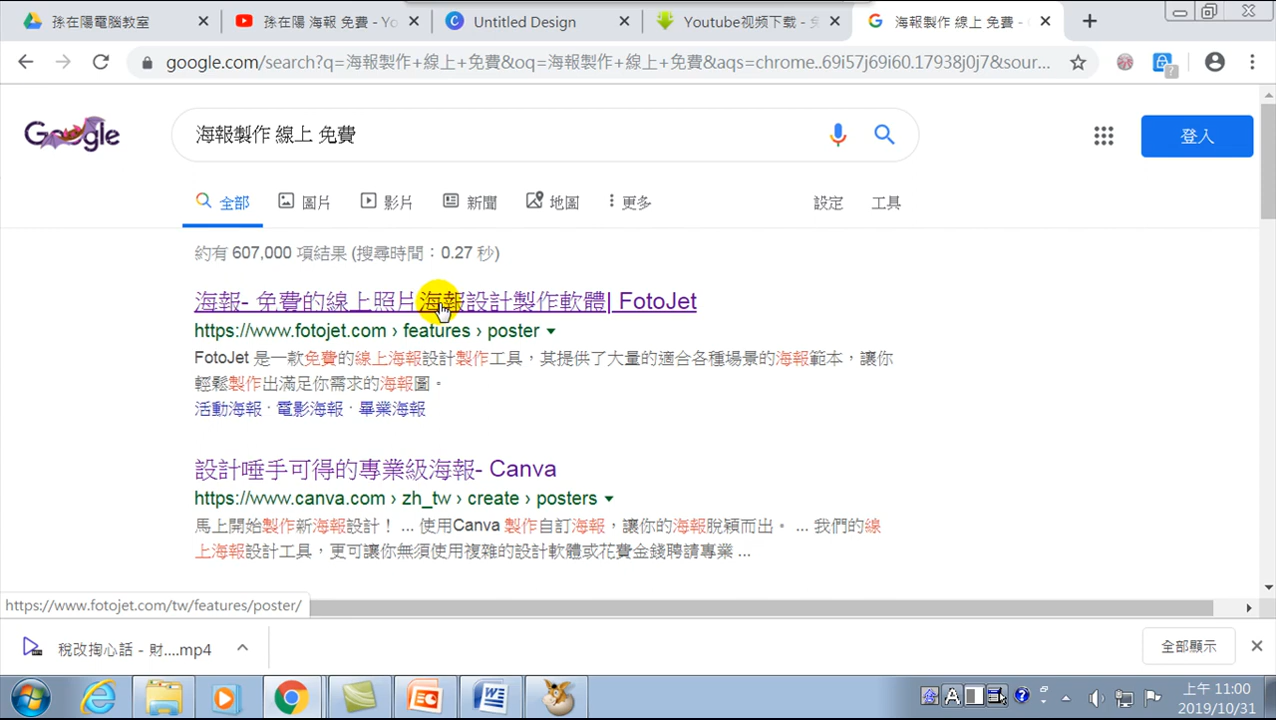 孫在陽電腦教室
孫在陽 海報 免費 - Yo
Untitled Design
Youtube视频下载 - 免
海報製作 線上 免費 -
google.com/search?q=海報製作+線上+免費&oq=海報製作+線上+免費&aqs=chrome..69i57j69i60.17938j0j7&sour...
Google
海報製作 線上 免費
登入
全部
圖片
影片
新聞
地圖
更多
設定
工具
約有 607,000 項結果 (搜尋時間：0.27 秒)
海報- 免費的線上照片海報設計製作軟體| FotoJet
https://www.fotojet.com › features › poster
FotoJet 是一款免費的線上海報設計製作工具，其提供了大量的適合各種場景的海報範本，讓你
輕鬆製作出滿足你需求的海報圖。
活動海報 · 電影海報 · 畢業海報
設計唾手可得的專業級海報- Canva
https://www.canva.com › zh_tw › create › posters
馬上開始製作新海報設計！ ... 使用Canva 製作自訂海報，讓你的海報脫穎而出。 ... 我們的線
上海報設計工具，更可讓你無須使用複雜的設計軟體或花費金錢聘請專業 ...
https://www.fotojet.com/tw/features/poster/
稅改掏心話 - 財....mp4
全部顯示
上午 11:00
2019/10/31